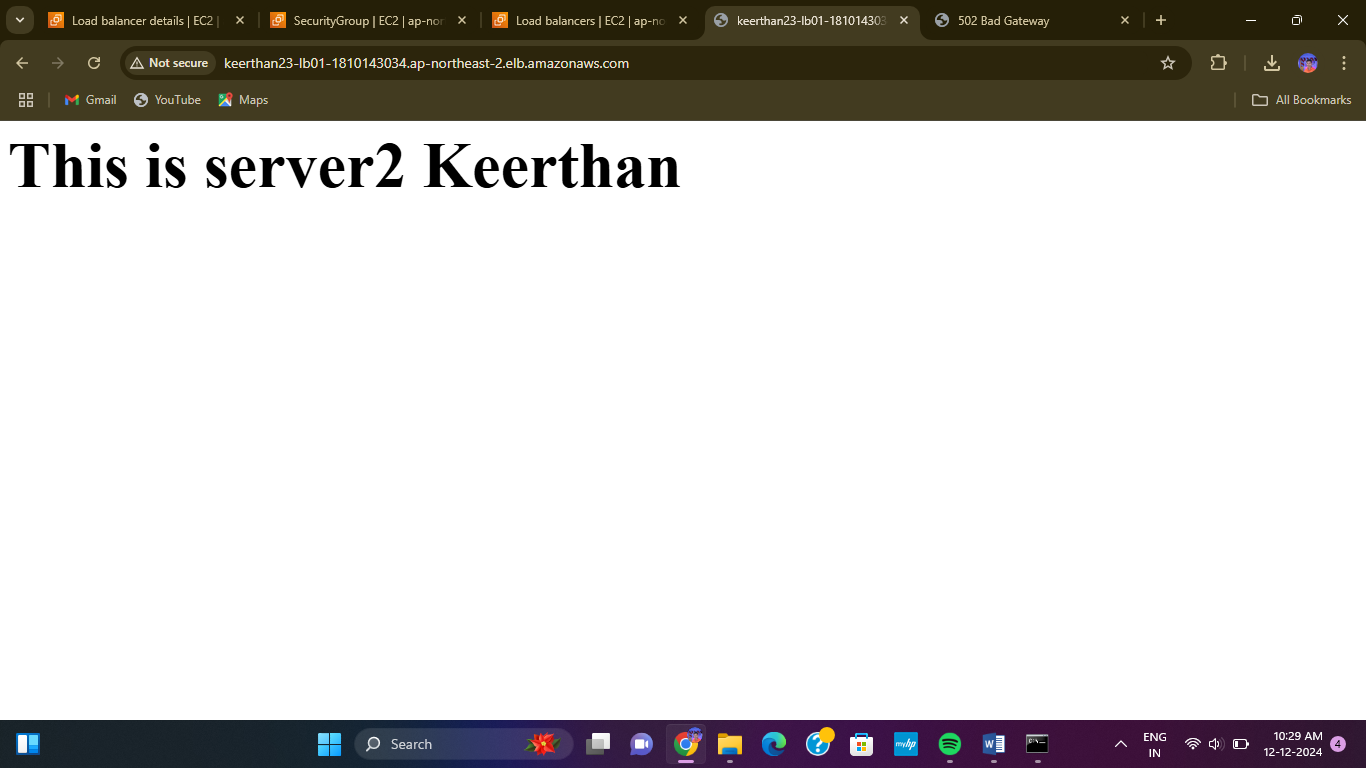 Load balancer details | EC2 |
SecurityGroup | EC2 | ap-nor
Load balancers | EC2 | ap-no
keerthan23-lb01-181014303
502 Bad Gateway
Not secure
keerthan23-lb01-1810143034.ap-northeast-2.elb.amazonaws.com
Gmail
YouTube
Maps
All Bookmarks
This is server2 Keerthan
Search
myhp
ENG
IN
10:29 AM
12-12-2024
4